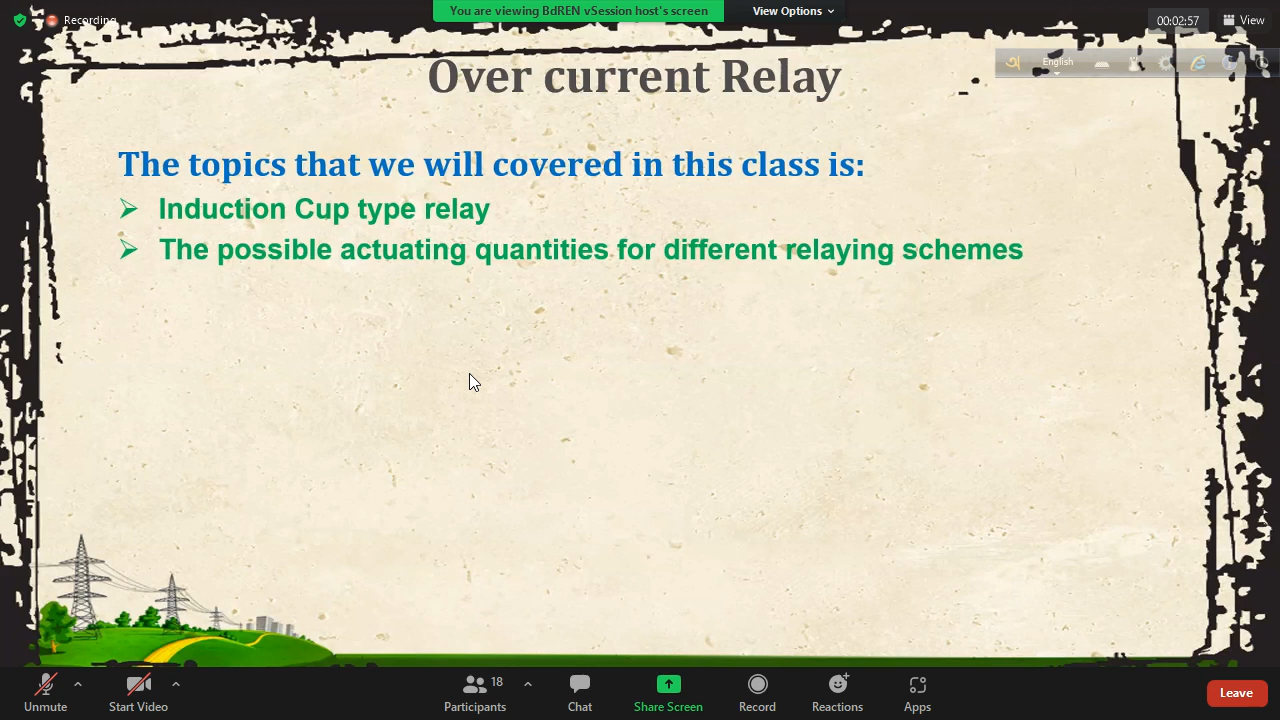 Recording
You are viewing BdREN vSession host's screen
View Options
00:02:57
View
English
Over current Relay
The topics that we will covered in this class is:
Induction Cup type relay
The possible actuating quantities for different relaying schemes
Unmute
Start Video
18
Participants
Chat
Share Screen
Record
Reactions
Apps
Leave